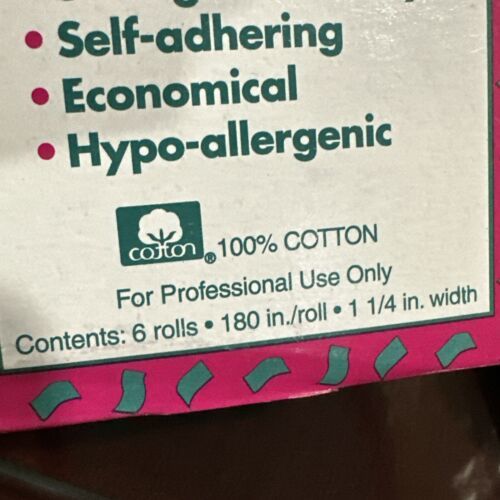 • Self-adhering
• Economical
• Hypo-allergenic
cotton ® 100% COTTON
For Professional Use Only
Contents: 6 rolls • 180 in./roll • 1 1/4 in. width